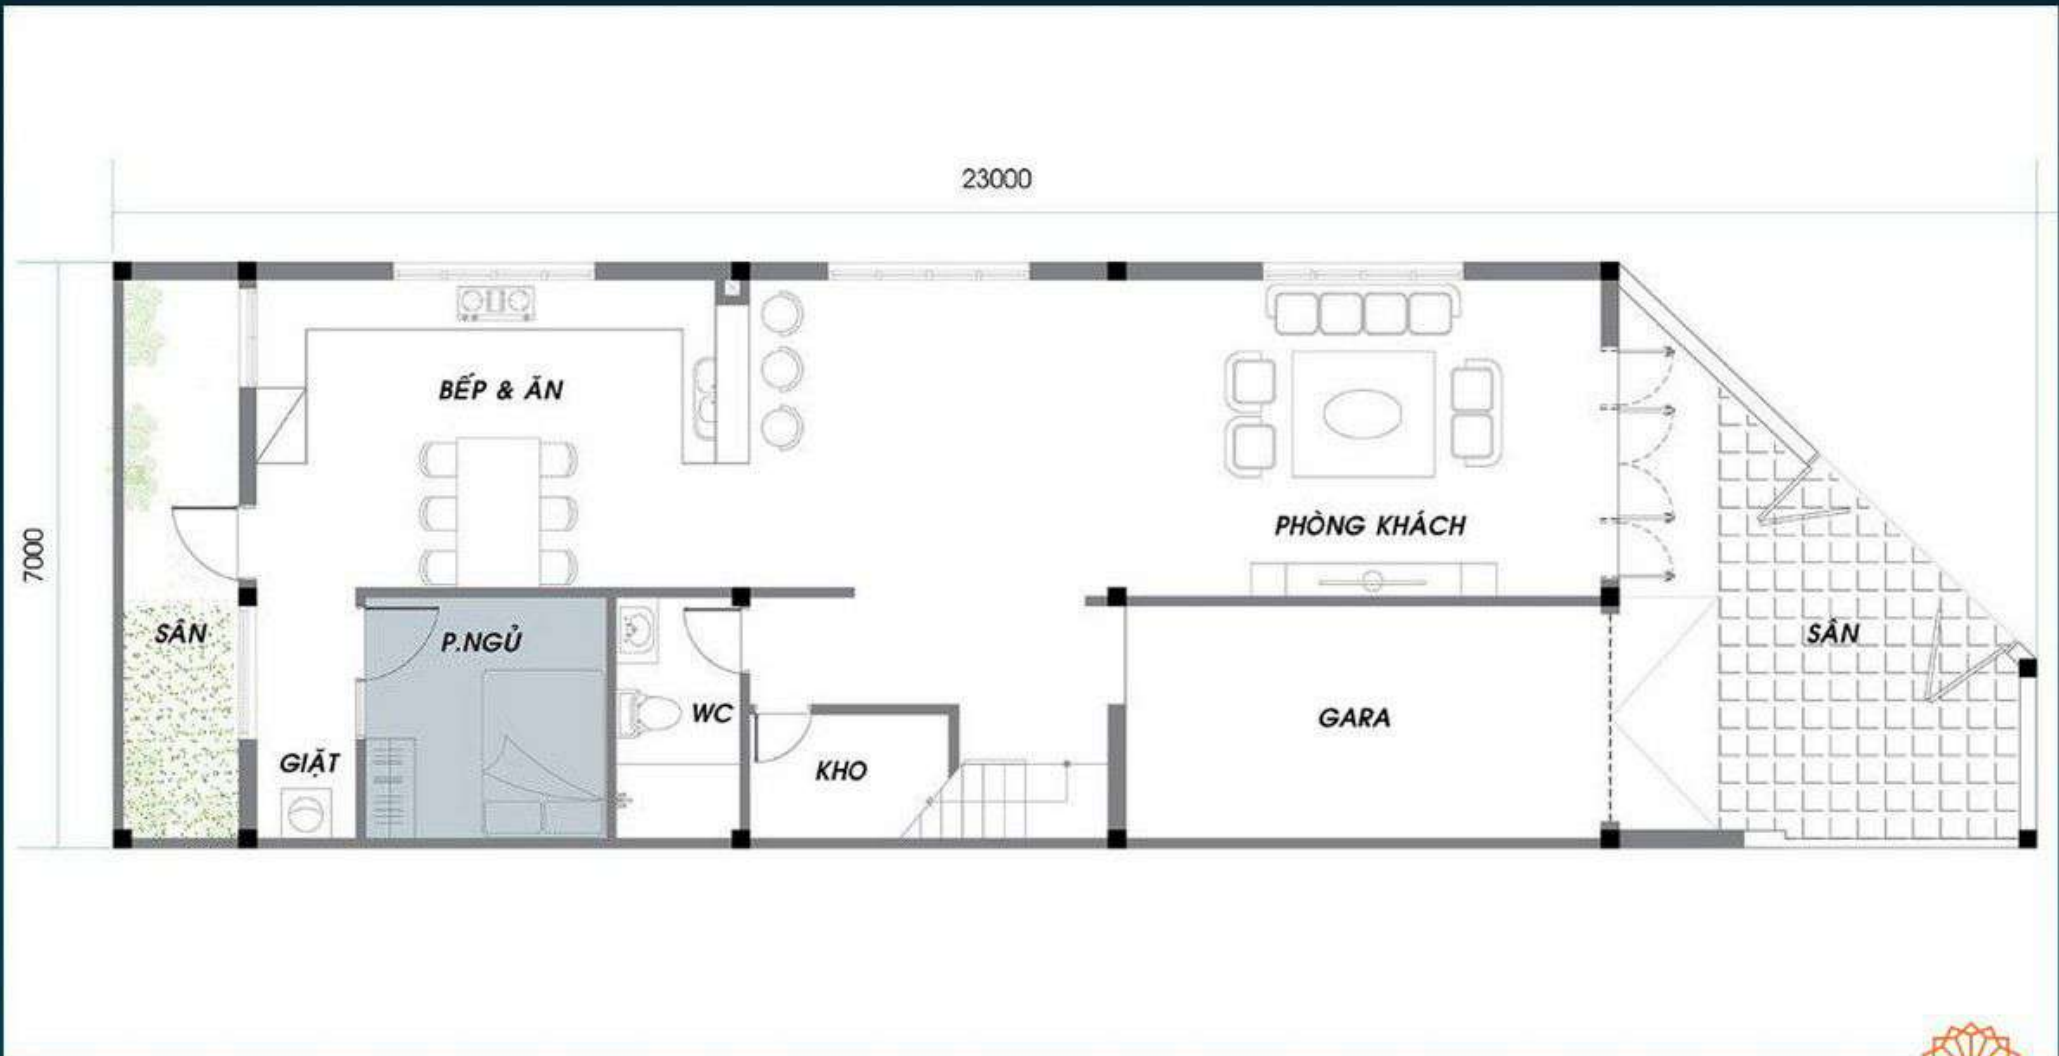 23000
7000
BẾP & ĂN
PHÒNG KHÁCH
SÂN
P.NGỦ
SÂN
WC
GARA
GIẶT
KHO